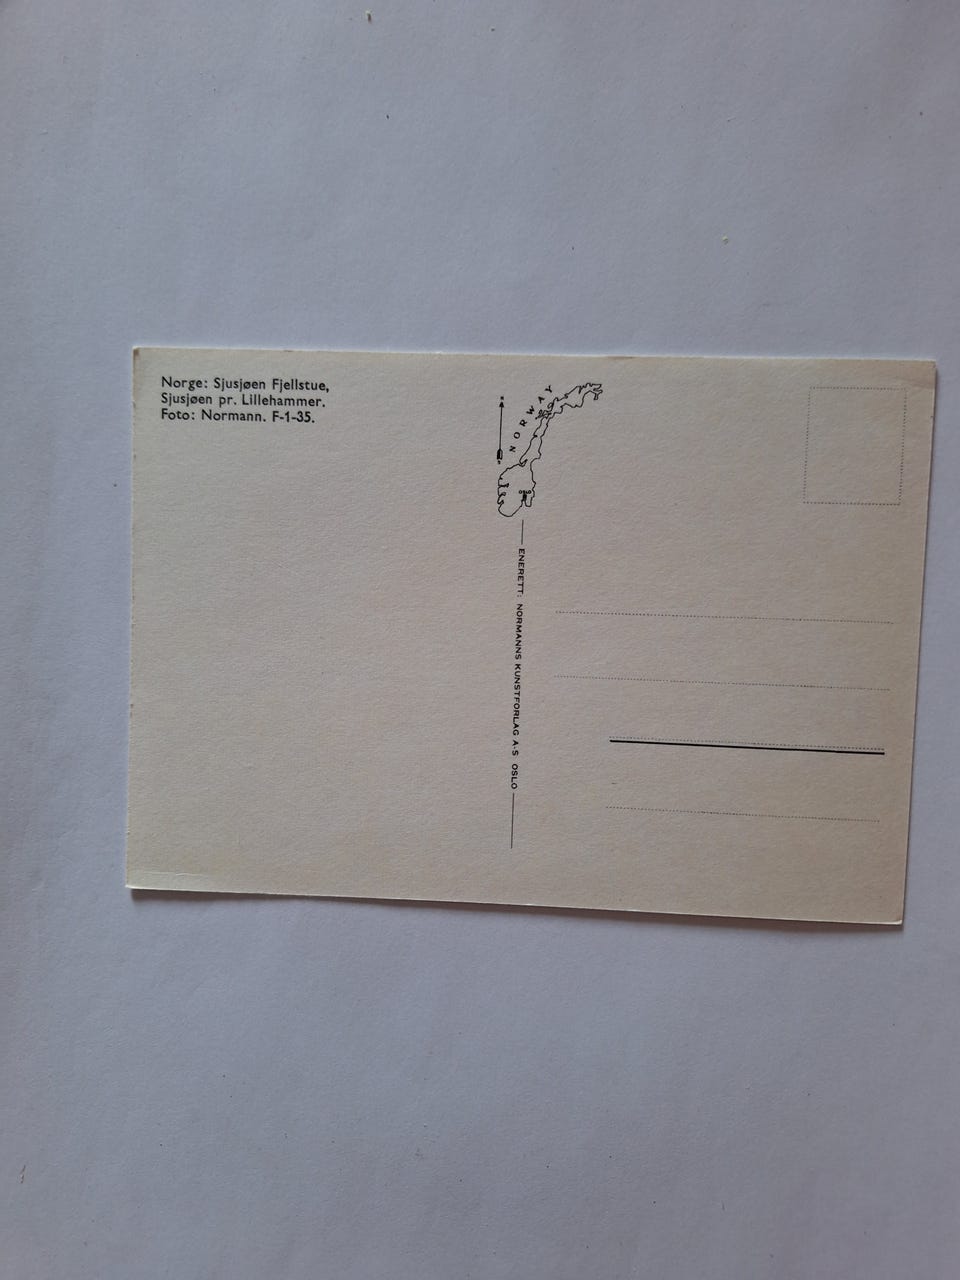 Norge: Sjusjøen Fjellstue,
Sjusjøen pr. Lillehammer.
Foto: Normann. F-1-35.
NORWAY
ENERETT: NORMANNS KUNSTFORLAG A-S OSLO